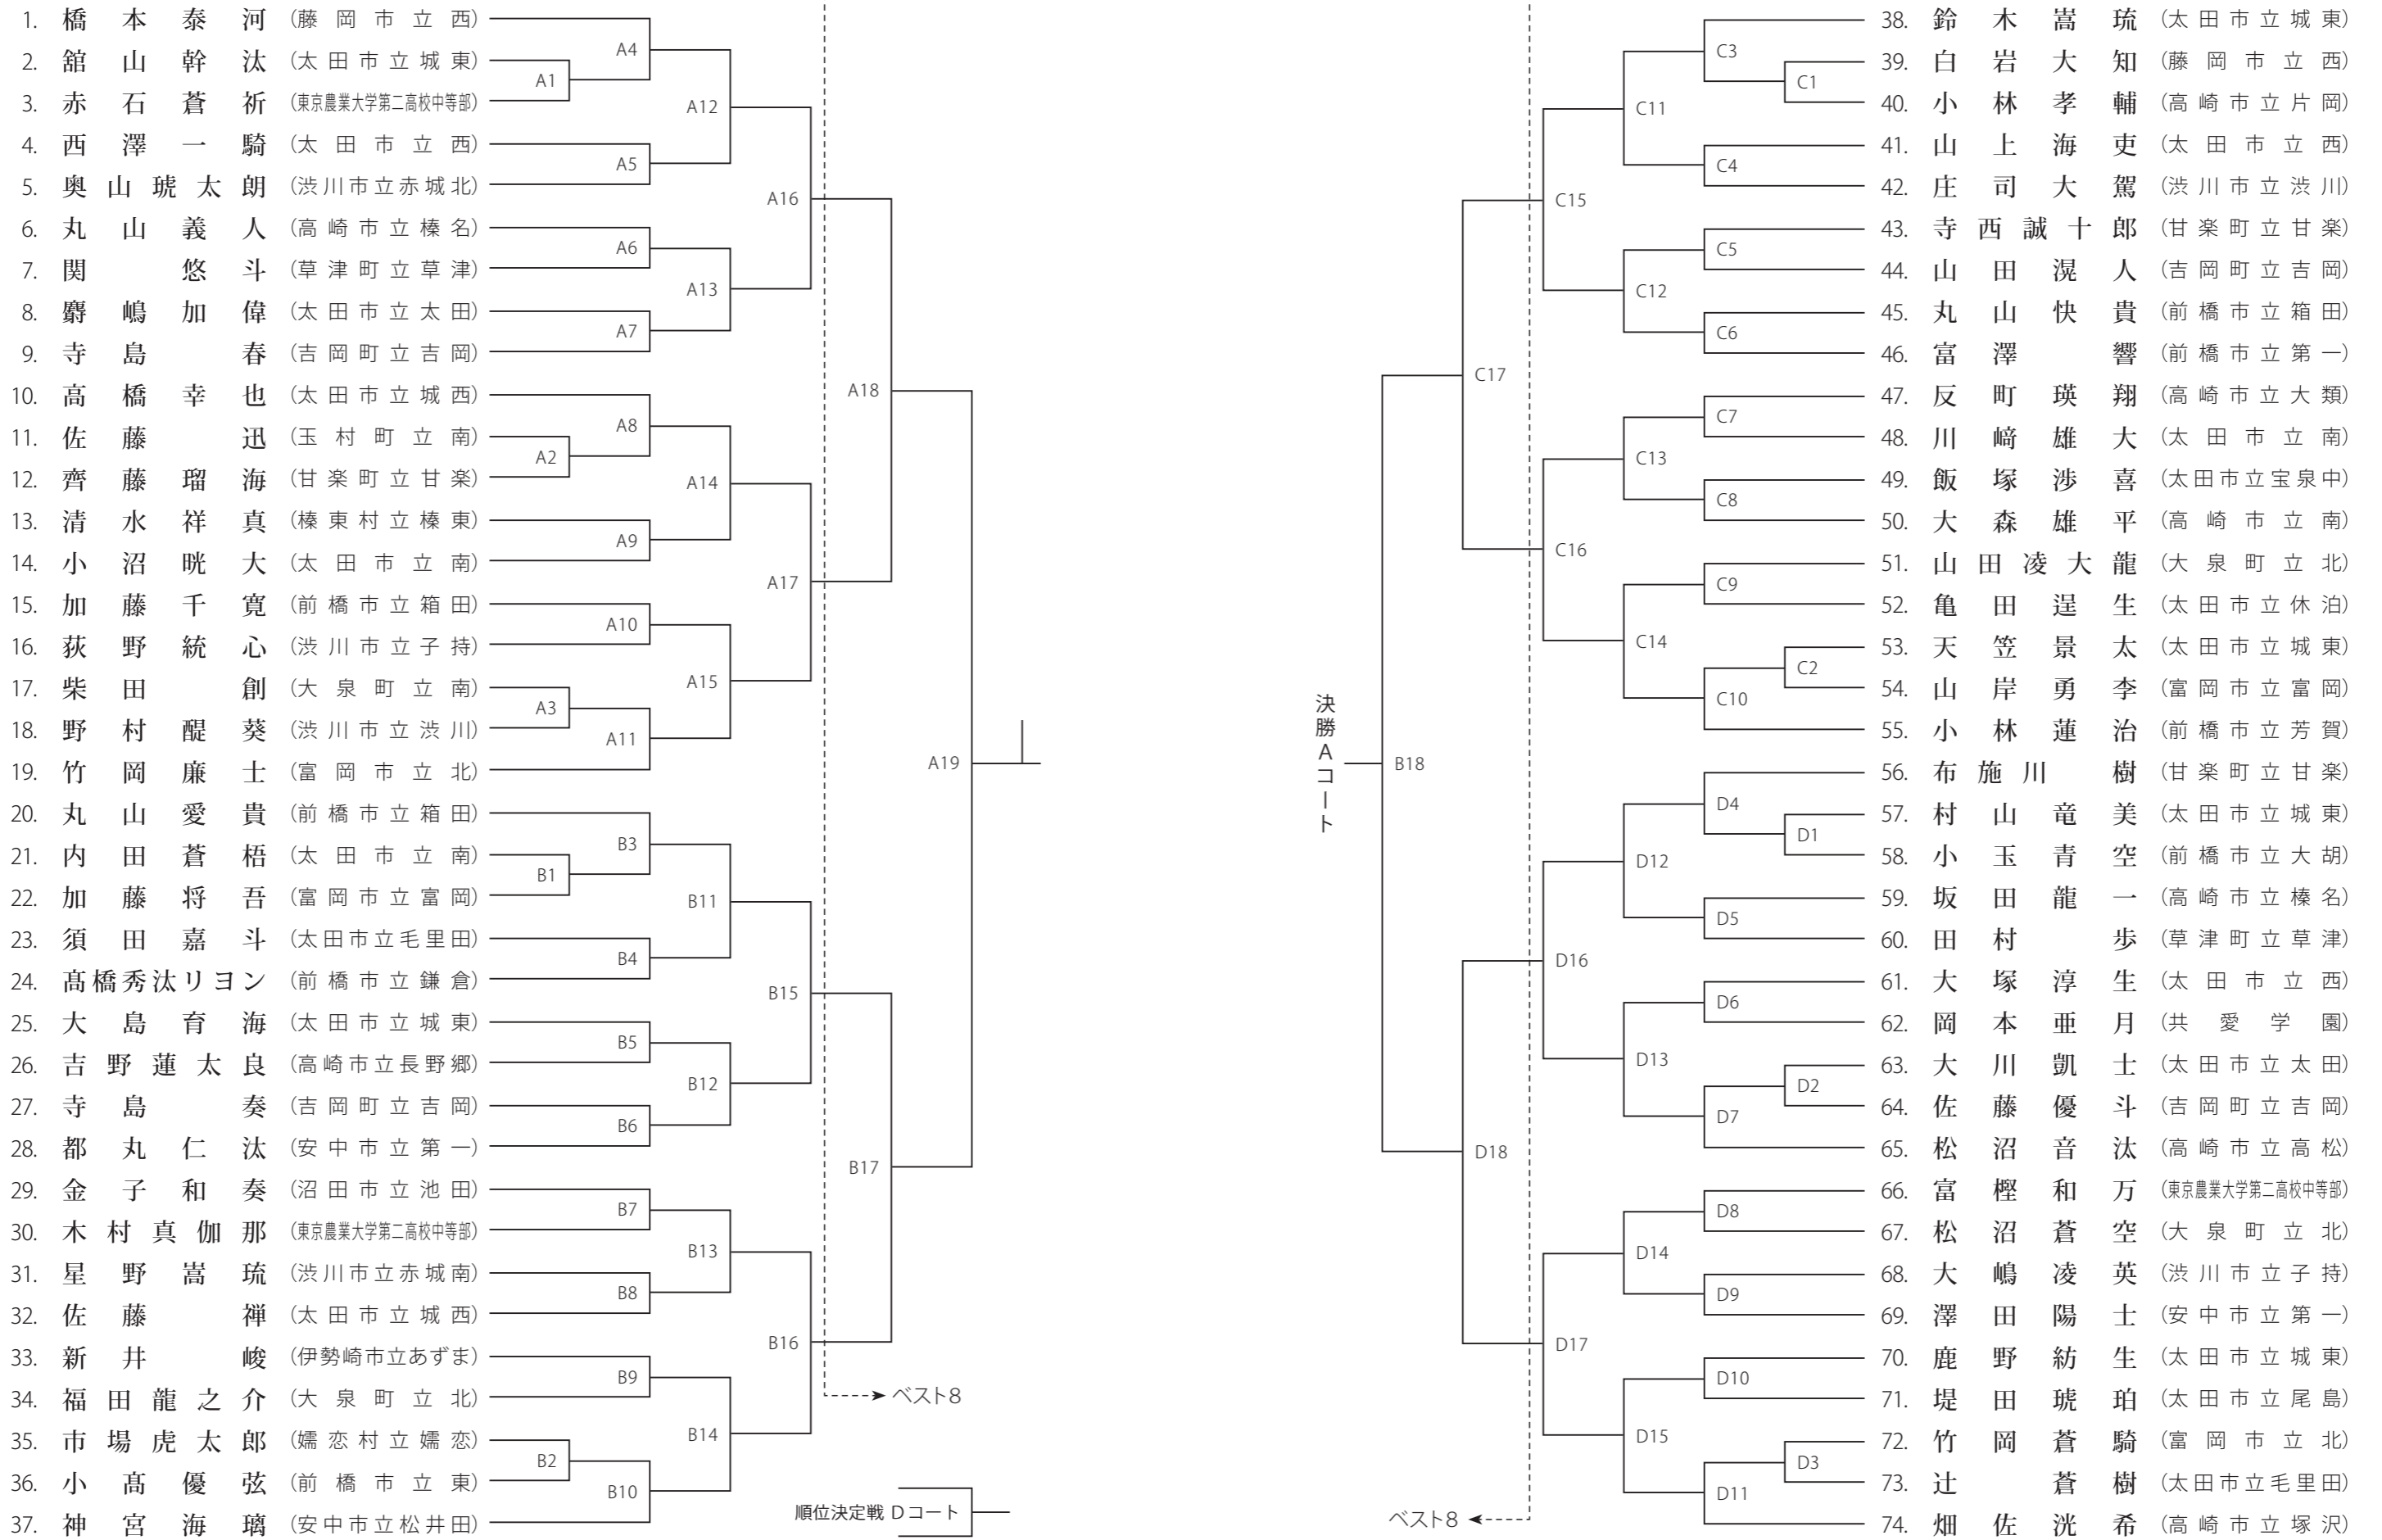 1. 橋本泰河 (藤岡市立西)
2. 舘山幹汰 (太田市立城東)
3. 赤石蒼祈 (東京農業大学第二高校中等部)
4. 西澤一騎 (太田市立西)
5. 奥山琥太朗 (渋川市立赤城北)
6. 丸山義人 (高崎市立榛名)
7. 関悠斗 (草津町立草津)
8. 麝嶋加偉 (太田市立太田)
9. 寺島春 (吉岡町立吉岡)
10. 高橋幸也 (太田市立城西)
11. 佐藤迅 (玉村町立南)
12. 齊藤瑠海 (甘楽町立甘楽)
13. 清水祥真 (榛東村立榛東)
14. 小沼晄大 (太田市立南)
15. 加藤千寛 (前橋市立箱田)
16. 荻野統心 (渋川市立子持)
17. 柴田創 (大泉町立南)
18. 野村醍葵 (渋川市立渋川)
19. 竹岡廉士 (富岡市立北)
20. 丸山愛貴 (前橋市立箱田)
21. 内田蒼梧 (太田市立南)
22. 加藤将吾 (富岡市立富岡)
23. 須田嘉斗 (太田市立毛里田)
24. 髙橋秀汰リヨン (前橋市立鎌倉)
25. 大島育海 (太田市立城東)
26. 吉野蓮太良 (高崎市立長野郷)
27. 寺島奏 (吉岡町立吉岡)
28. 都丸仁汰 (安中市立第一)
29. 金子和奏 (沼田市立池田)
30. 木村真伽那 (東京農業大学第二高校中等部)
31. 星野嵩琉 (渋川市立赤城南)
32. 佐藤禅 (太田市立城西)
33. 新井峻 (伊勢崎市立あずま)
34. 福田龍之介 (大泉町立北)
35. 市場虎太郎 (嬬恋村立嬬恋)
36. 小髙優弦 (前橋市立東)
37. 神宮海璃 (安中市立松井田)
A1
A2
A3
B1
B2
A4
A5
A6
A7
A8
A9
A10
A11
B3
B4
B5
B6
B7
B8
B9
B10
A12
A13
A14
A15
B11
B12
B13
B14
A16
A17
B15
B16
A18
B17
A19
ベスト8
順位決定戦 Dコート
決勝Aコート
B18
C17
D18
C15
C16
D16
D17
C11
C12
C13
C14
D12
D13
D14
D15
C3
C4
C5
C6
C7
C8
C9
C10
D4
D5
D6
D7
D8
D9
D10
D11
C1
C2
D1
D2
D3
ベスト8
38. 鈴木嵩琉 (太田市立城東)
39. 白岩大知 (藤岡市立西)
40. 小林孝輔 (高崎市立片岡)
41. 山上海吏 (太田市立西)
42. 庄司大駕 (渋川市立渋川)
43. 寺西誠十郎 (甘楽町立甘楽)
44. 山田滉人 (吉岡町立吉岡)
45. 丸山快貴 (前橋市立箱田)
46. 富澤響 (前橋市立第一)
47. 反町瑛翔 (高崎市立大類)
48. 川﨑雄大 (太田市立南)
49. 飯塚渉喜 (太田市立宝泉中)
50. 大森雄平 (高崎市立南)
51. 山田凌大龍 (大泉町立北)
52. 亀田逞生 (太田市立休泊)
53. 天笠景太 (太田市立城東)
54. 山岸勇李 (富岡市立富岡)
55. 小林蓮治 (前橋市立芳賀)
56. 布施川樹 (甘楽町立甘楽)
57. 村山竜美 (太田市立城東)
58. 小玉青空 (前橋市立大胡)
59. 坂田龍一 (高崎市立榛名)
60. 田村歩 (草津町立草津)
61. 大塚淳生 (太田市立西)
62. 岡本亜月 (共愛学園)
63. 大川凱士 (太田市立太田)
64. 佐藤優斗 (吉岡町立吉岡)
65. 松沼音汰 (高崎市立高松)
66. 富樫和万 (東京農業大学第二高校中等部)
67. 松沼蒼空 (大泉町立北)
68. 大嶋凌英 (渋川市立子持)
69. 澤田陽士 (安中市立第一)
70. 鹿野紡生 (太田市立城東)
71. 堤田琥珀 (太田市立尾島)
72. 竹岡蒼騎 (富岡市立北)
73. 辻蒼樹 (太田市立毛里田)
74. 畑佐洸希 (高崎市立塚沢)